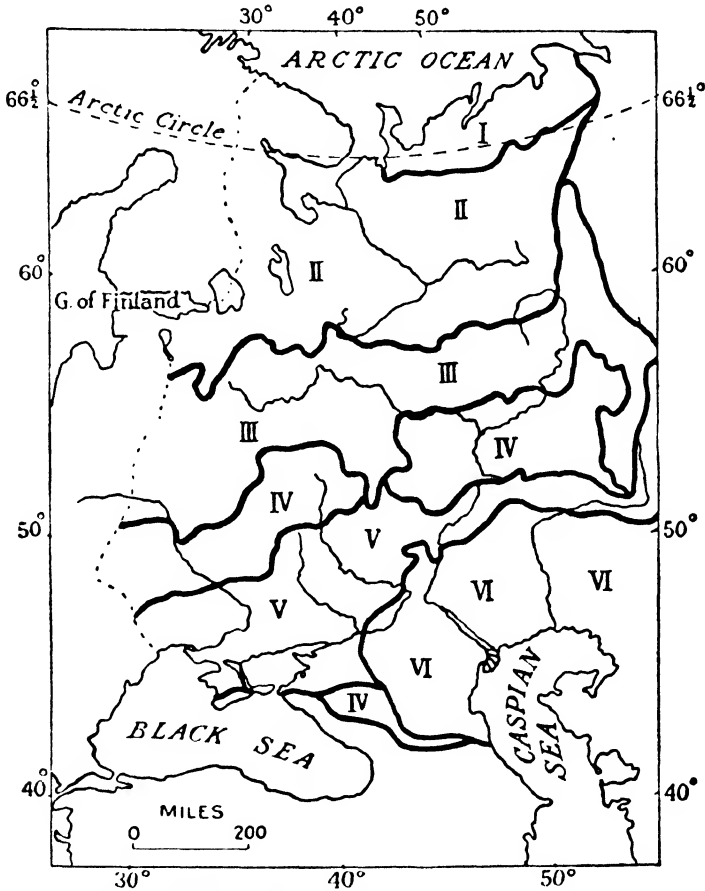 30° 40° 50°
ARCTIC OCEAN
66½° 66½°
Arctic Circle
I
II
II
60° 60°
G. of Finland
III
III
IV
IV
50° 50°
V
VI
VI
V
VI
IV
CASPIAN SEA
BLACK SEA
40° 40°
MILES
0 200
30° 40° 50°